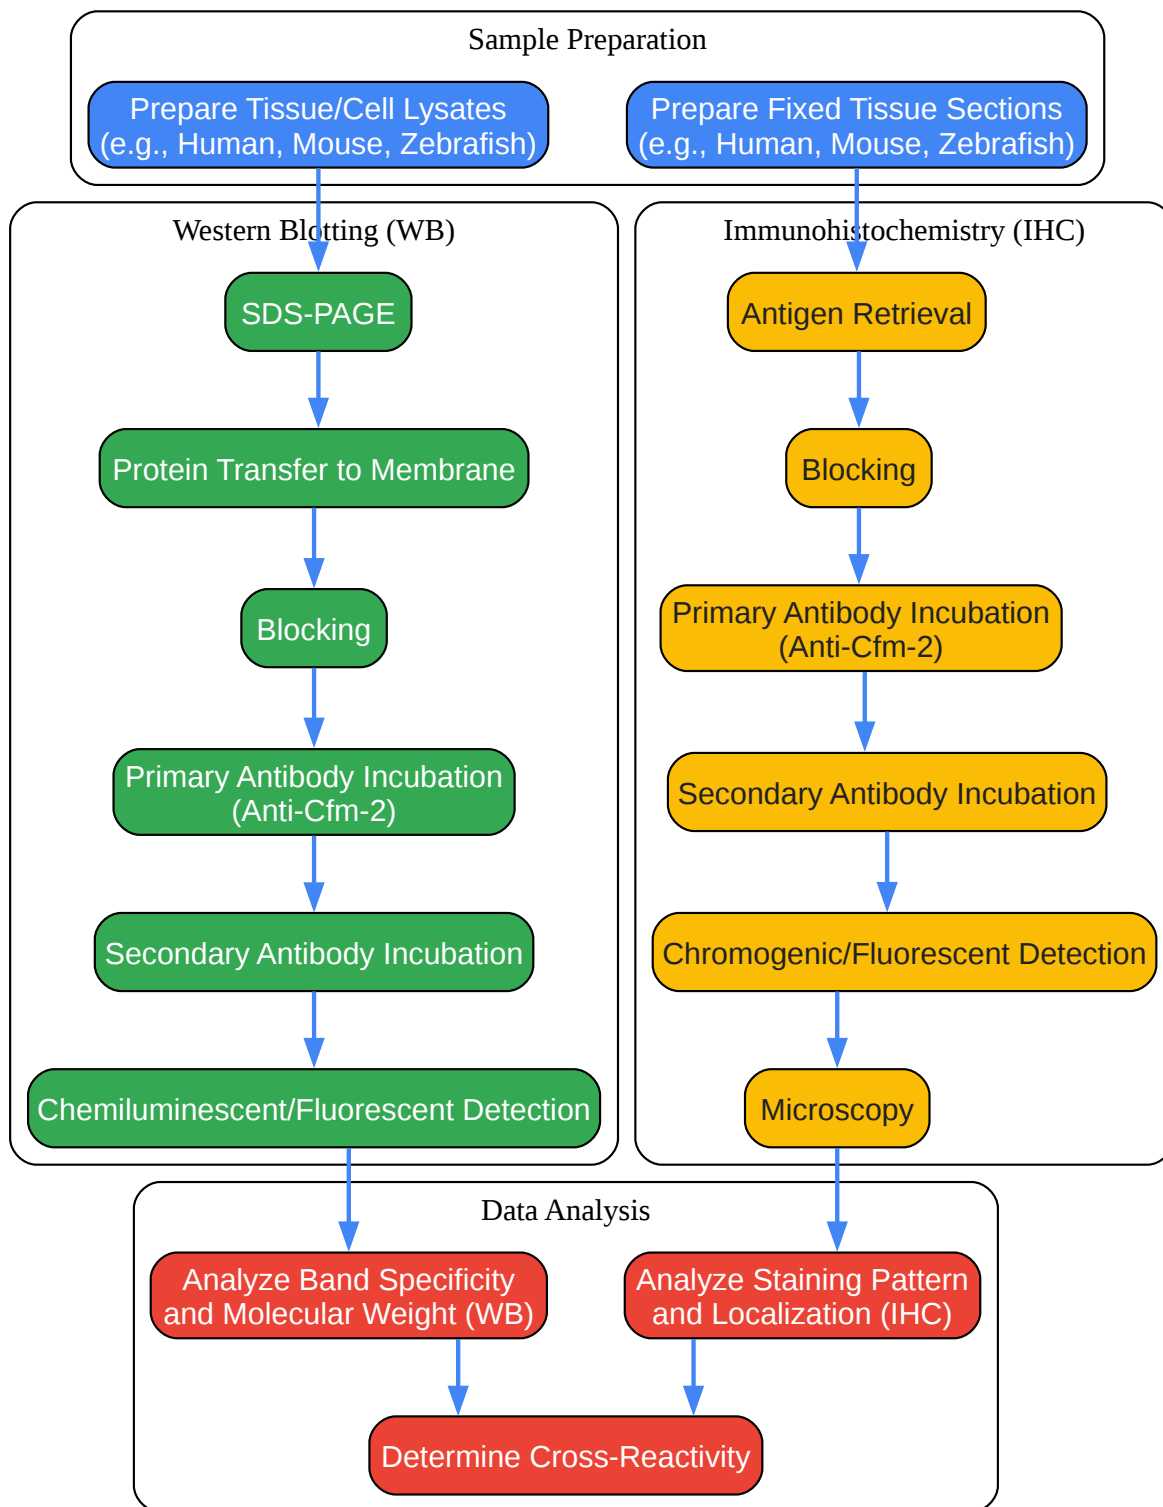 Sample Preparation
Prepare Tissue/Cell Lysates
(e.g., Human, Mouse, Zebrafish)
Prepare Fixed Tissue Sections
(e.g., Human, Mouse, Zebrafish)
Western Blotting (WB)
SDS-PAGE
Protein Transfer to Membrane
Blocking
Primary Antibody Incubation
(Anti-Cfm-2)
Secondary Antibody Incubation
Chemiluminescent/Fluorescent Detection
Immunohistochemistry (IHC)
Antigen Retrieval
Blocking
Primary Antibody Incubation
(Anti-Cfm-2)
Secondary Antibody Incubation
Chromogenic/Fluorescent Detection
Microscopy
Data Analysis
Analyze Band Specificity
and Molecular Weight (WB)
Analyze Staining Pattern
and Localization (IHC)
Determine Cross-Reactivity